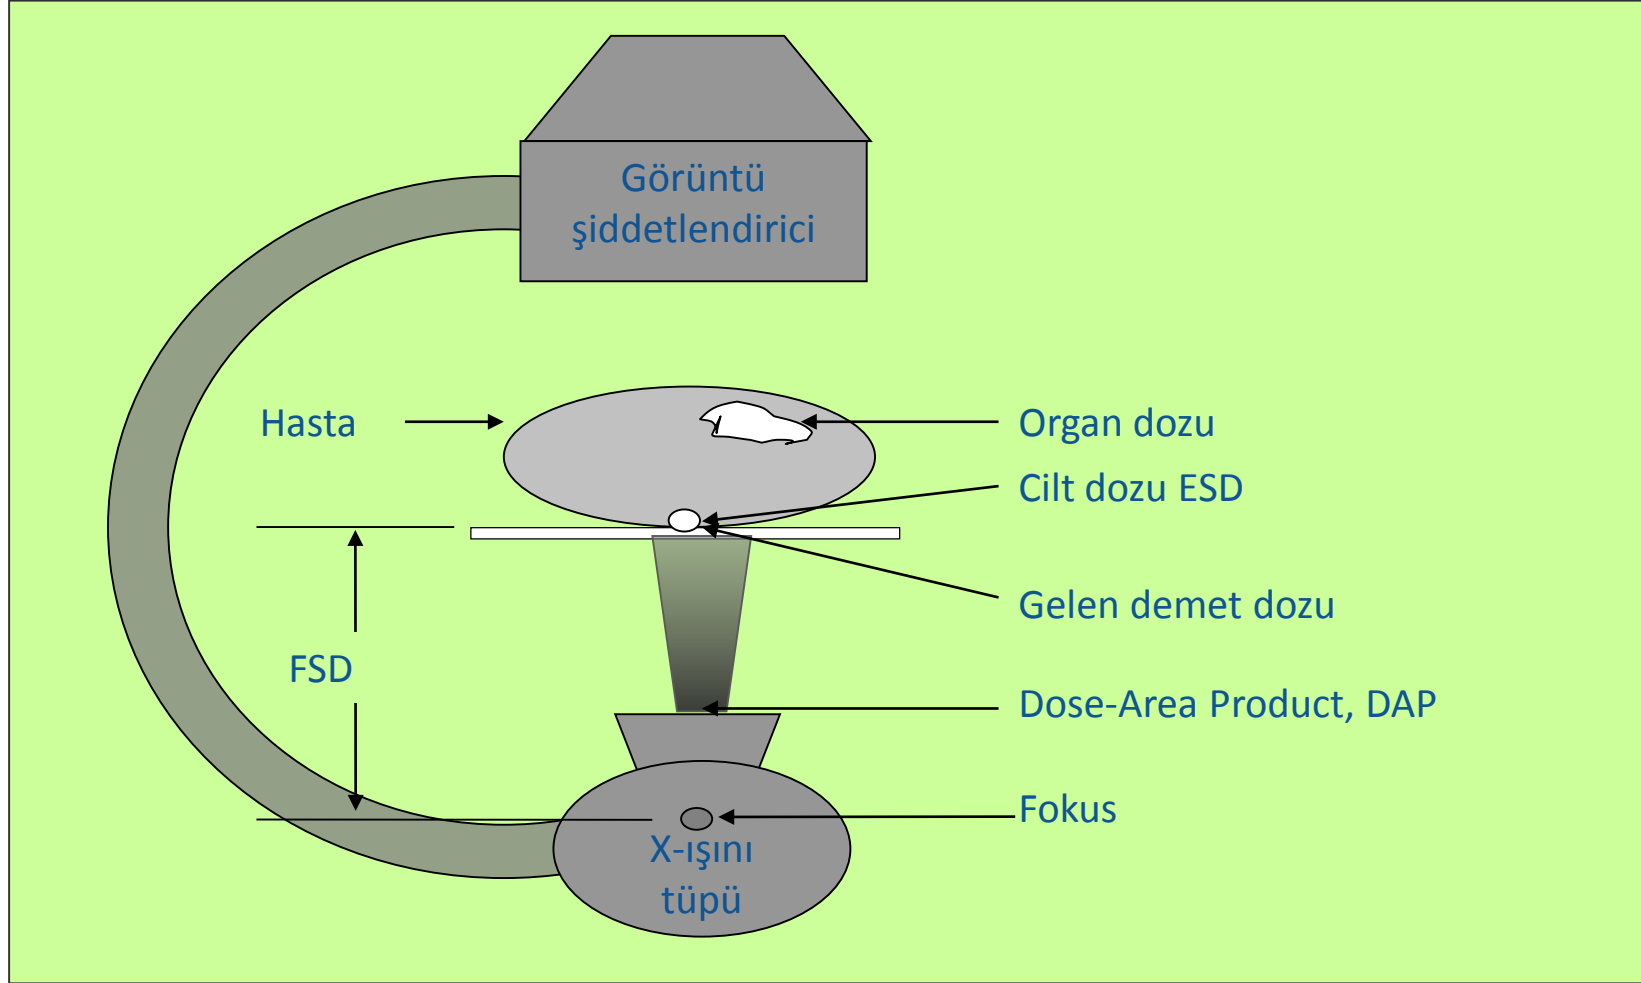 Görüntü
şiddetlendirici
Hasta
Organ dozu
Cilt dozu ESD
Gelen demet dozu
FSD
Dose-Area Product, DAP
Fokus
X-ışını
tüpü